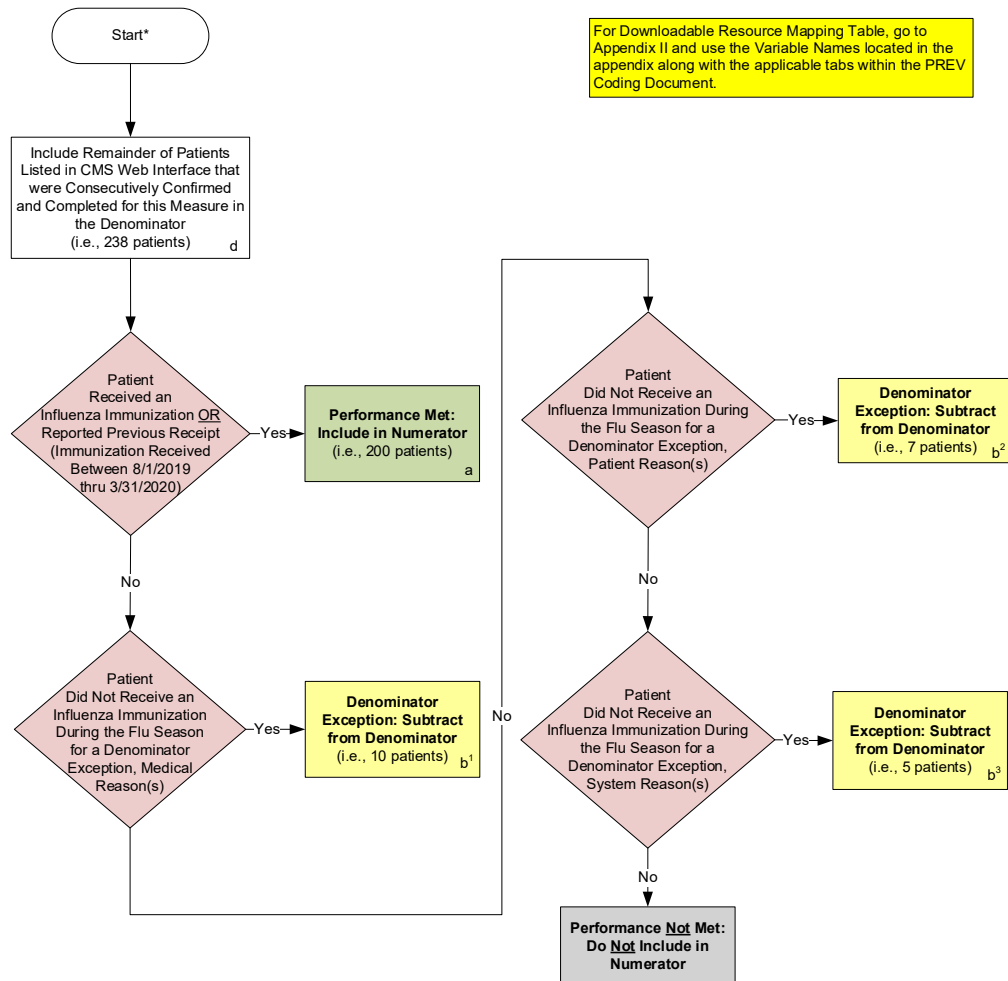 Start*
For Downloadable Resource Mapping Table, go to
Appendix II and use the Variable Names located in the
appendix along with the applicable tabs within the PREV
Coding Document.
Include Remainder of Patients
Listed in CMS Web Interface that
were Consecutively Confirmed
and Completed for this Measure in
the Denominator
(i.e., 238 patients)
d
Patient
Received an
Influenza Immunization OR
Reported Previous Receipt
(Immunization Received
Between 8/1/2019
thru 3/31/2020)
Yes
Performance Met:
Include in Numerator
(i.e., 200 patients)
a
No
Patient
Did Not Receive an
Influenza Immunization
During the Flu Season
for a Denominator
Exception, Medical
Reason(s)
Yes
Denominator
Exception: Subtract
from Denominator
(i.e., 10 patients)
b¹
No
Patient
Did Not Receive an
Influenza Immunization During
the Flu Season for a
Denominator Exception,
Patient Reason(s)
Yes
Denominator
Exception: Subtract
from Denominator
(i.e., 7 patients)
b²
No
Patient
Did Not Receive an
Influenza Immunization During
the Flu Season for a
Denominator Exception,
System Reason(s)
Yes
Denominator
Exception: Subtract
from Denominator
(i.e., 5 patients)
b³
No
Performance Not Met:
Do Not Include in
Numerator